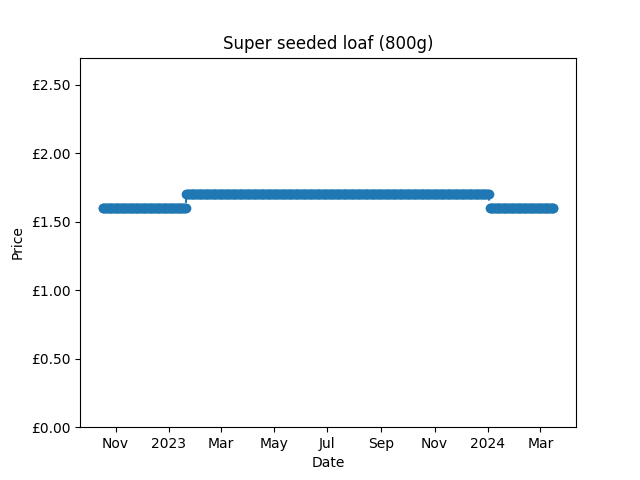 Super seeded loaf (800g)
£2.50
£2.00
£1.50
£1.00
£0.50
£0.00
Price
Nov 2023 Mar May Jul Sep Nov 2024 Mar
Date